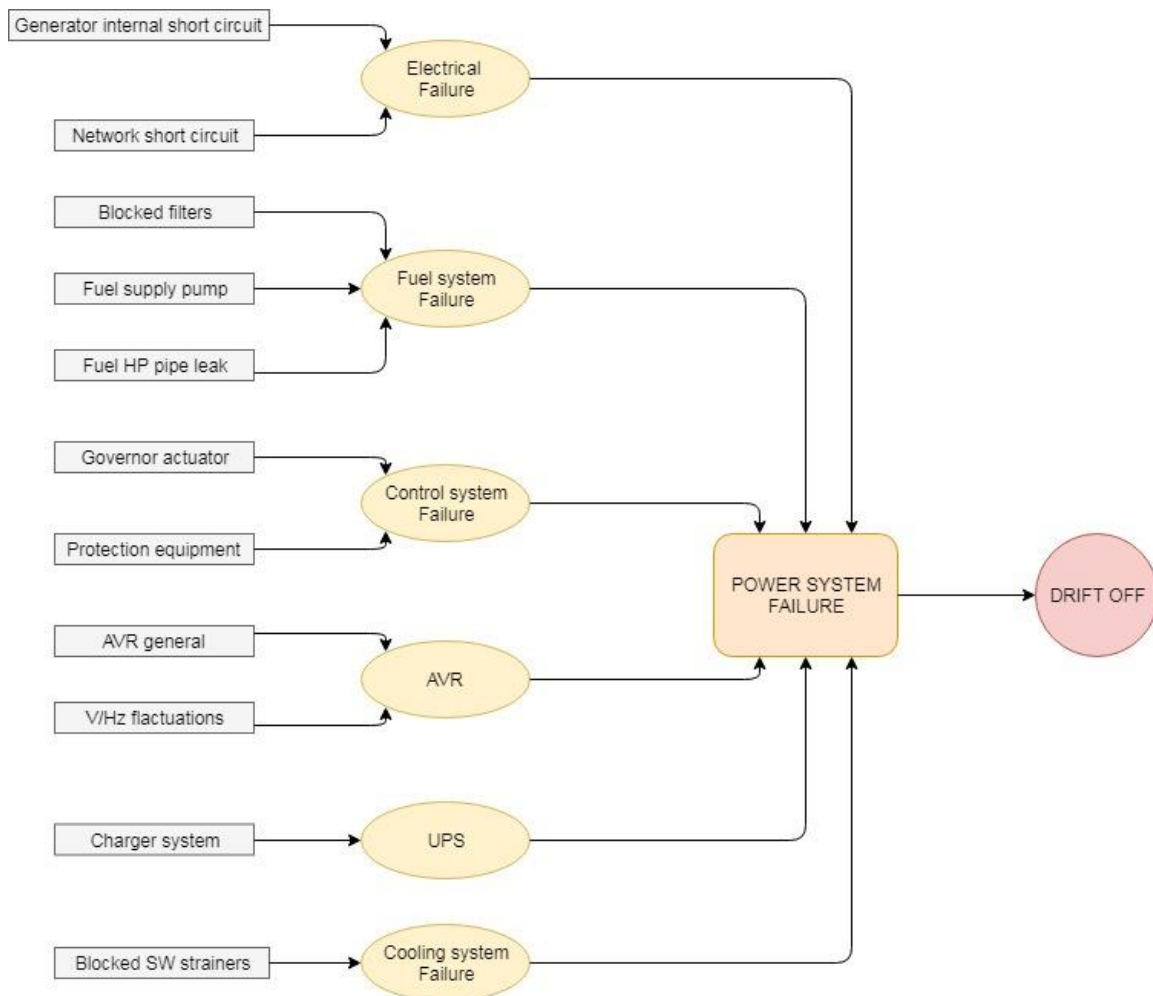 Generator internal short circuit
Electrical
Failure
Network short circuit
Blocked filters
Fuel supply pump
Fuel system
Failure
Fuel HP pipe leak
Governor actuator
Control system
Failure
Protection equipment
POWER SYSTEM
FAILURE
DRIFT OFF
AVR general
AVR
V/Hz flactuations
Charger system
UPS
Blocked SW strainers
Cooling system
Failure